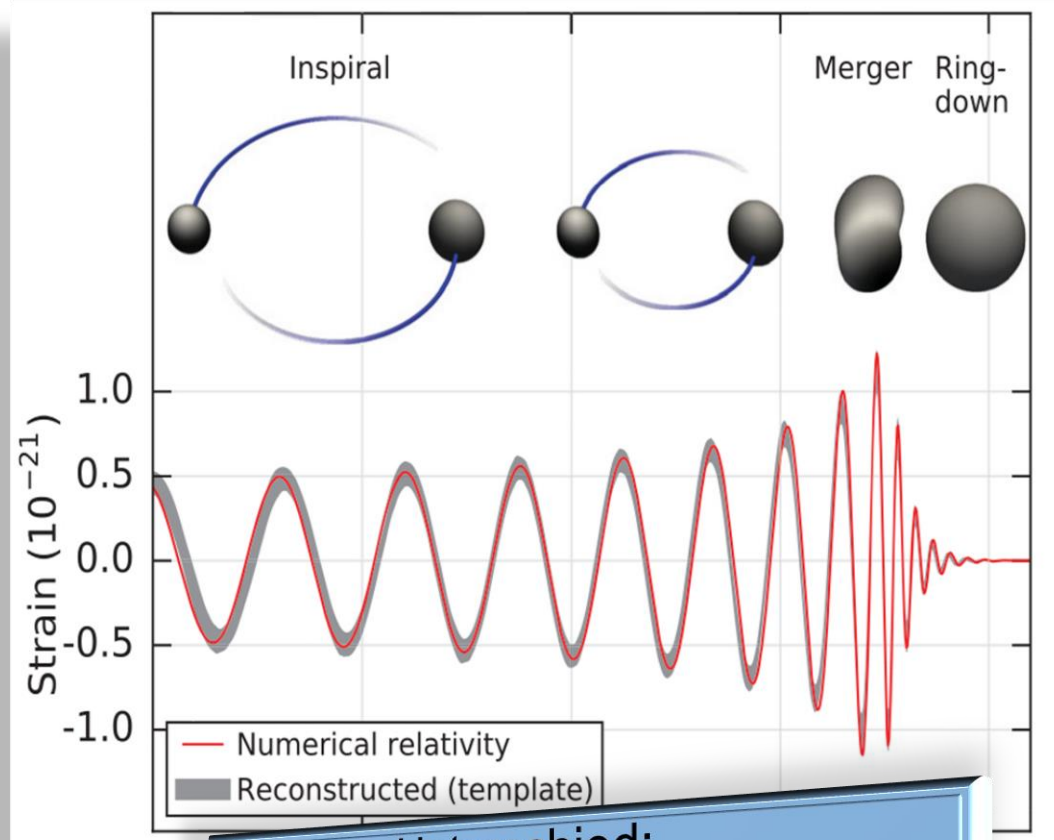 Inspiral
Merger
Ring-
down
1.0
0.5
0.0
-0.5
-1.0
Strain (10⁻²¹)
Numerical relativity
Reconstructed (template)